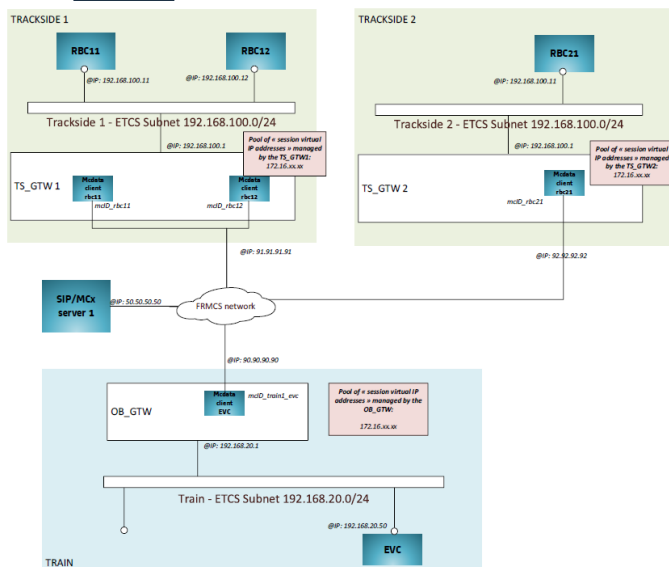 TRACKSIDE 1
RBC11
RBC12
@IP: 192.168.100.11
@IP: 192.168.100.12
Trackside 1 - ETCS Subnet 192.168.100.0/24
@IP: 192.168.100.1
Pool of « session virtual
IP addresses » managed
by the TS_GTW1:
172.16.xx.xx
TS_GTW 1
Mcdata
client
rbc11
mcID_rbc11
Mcdata
client
rbc12
mcID_rbc12
@IP: 91.91.91.91
TRACKSIDE 2
RBC21
@IP: 192.168.100.11
Trackside 2 - ETCS Subnet 192.168.100.0/24
@IP: 192.168.100.1
Pool of « session virtual
IP addresses » managed
by the TS_GTW2:
172.16.xx.xx
TS_GTW 2
Mcdata
client
rbc21
mcID_rbc21
@IP: 92.92.92.92
SIP/MCx
server 1
@IP: 50.50.50.50
FRMCS network
@IP: 90.90.90.90
OB_GTW
Mcdata
client
EVC
mcID_train1_evc
Pool of « session virtual IP
addresses » managed by the
OB_GTW:
172.16.xx.xx
@IP: 192.168.20.1
Train - ETCS Subnet 192.168.20.0/24
@IP: 192.168.20.50
EVC
TRAIN